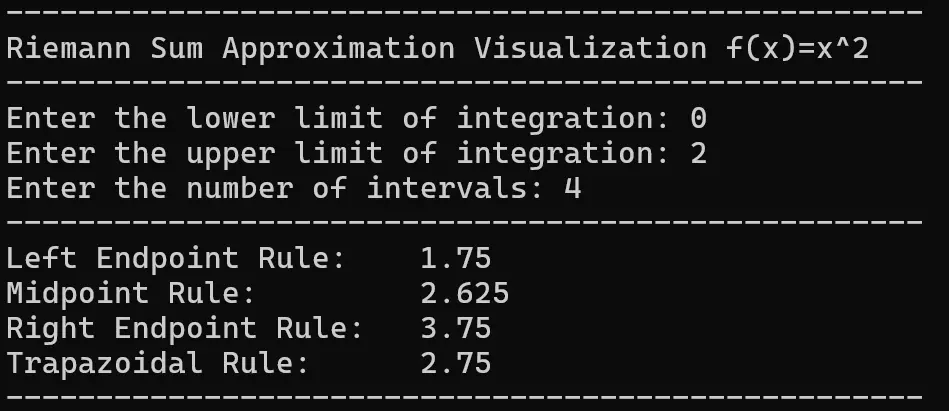 ---------------------------------------------------
Riemann Sum Approximation Visualization f(x)=x^2
---------------------------------------------------
Enter the lower limit of integration: 0
Enter the upper limit of integration: 2
Enter the number of intervals: 4
---------------------------------------------------
Left Endpoint Rule:    1.75
Midpoint Rule:         2.625
Right Endpoint Rule:   3.75
Trapazoidal Rule:      2.75
---------------------------------------------------